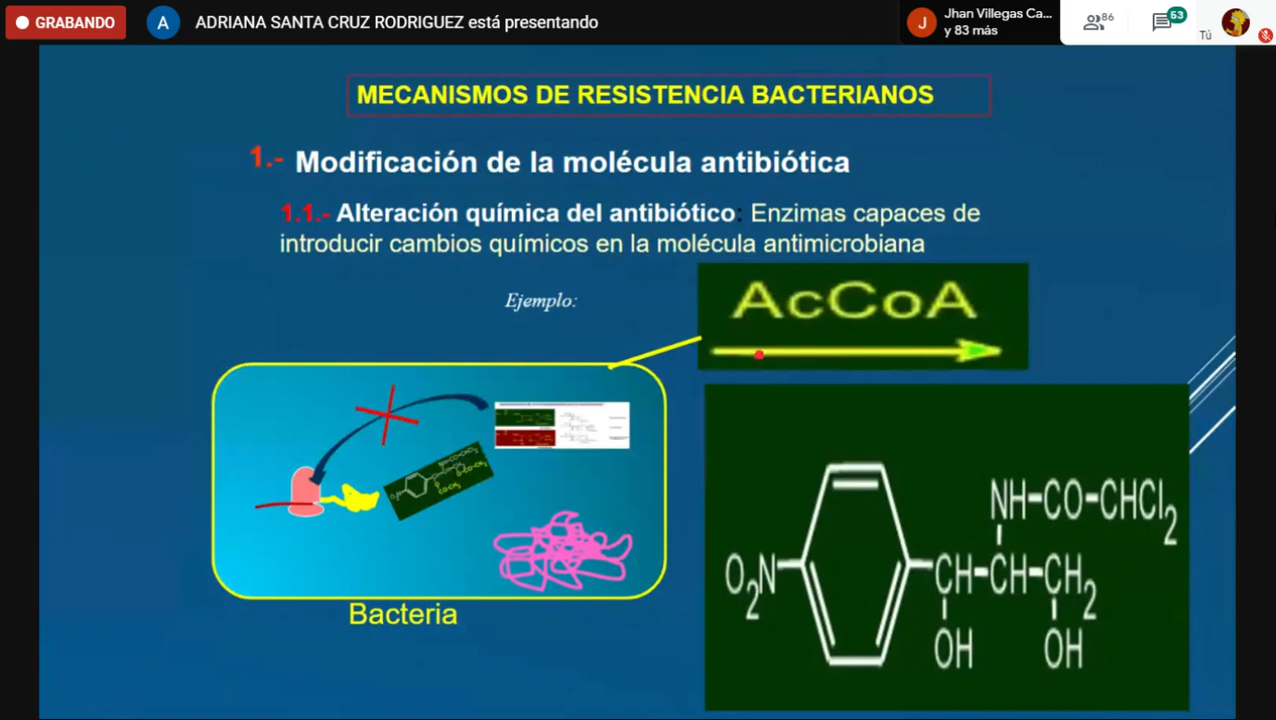 GRABANDO
A
ADRIANA SANTA CRUZ RODRIGUEZ está presentando
J
Jhan Villegas Ca...
y 83 más
86
53
Tú
MECANISMOS DE RESISTENCIA BACTERIANOS
1.- Modificación de la molécula antibiótica
1.1.- Alteración química del antibiótico: Enzimas capaces de
introducir cambios químicos en la molécula antimicrobiana
Ejemplo:
AcCoA
NH-CO-CHCl2
O2N
CH-CH-CH2
OH
OH
Bacteria